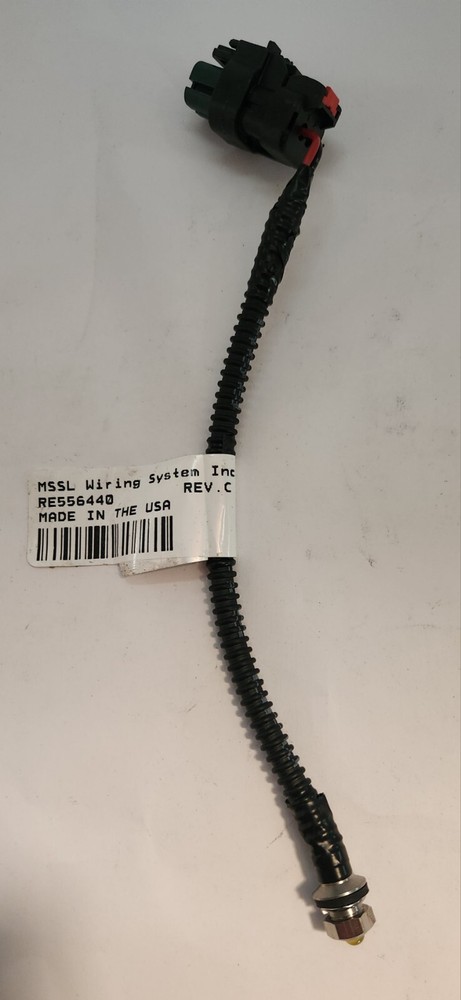 MSSL Wiring System Inc
RE556440 REV.C
MADE IN THE USA